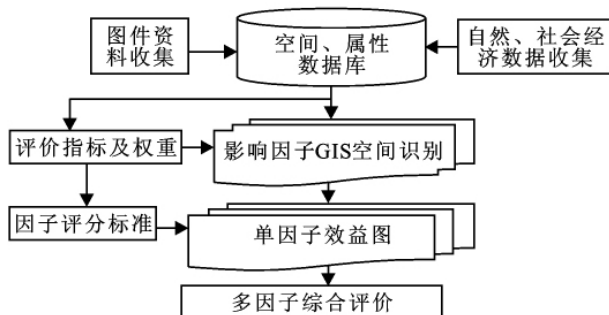 图件资
料收集
空间、属性
数据库
自然、社会经
济数据收集
评价指标及权重
影响因子GIS空间识别
因子评分标准
单因子效益图
多因子综合评价